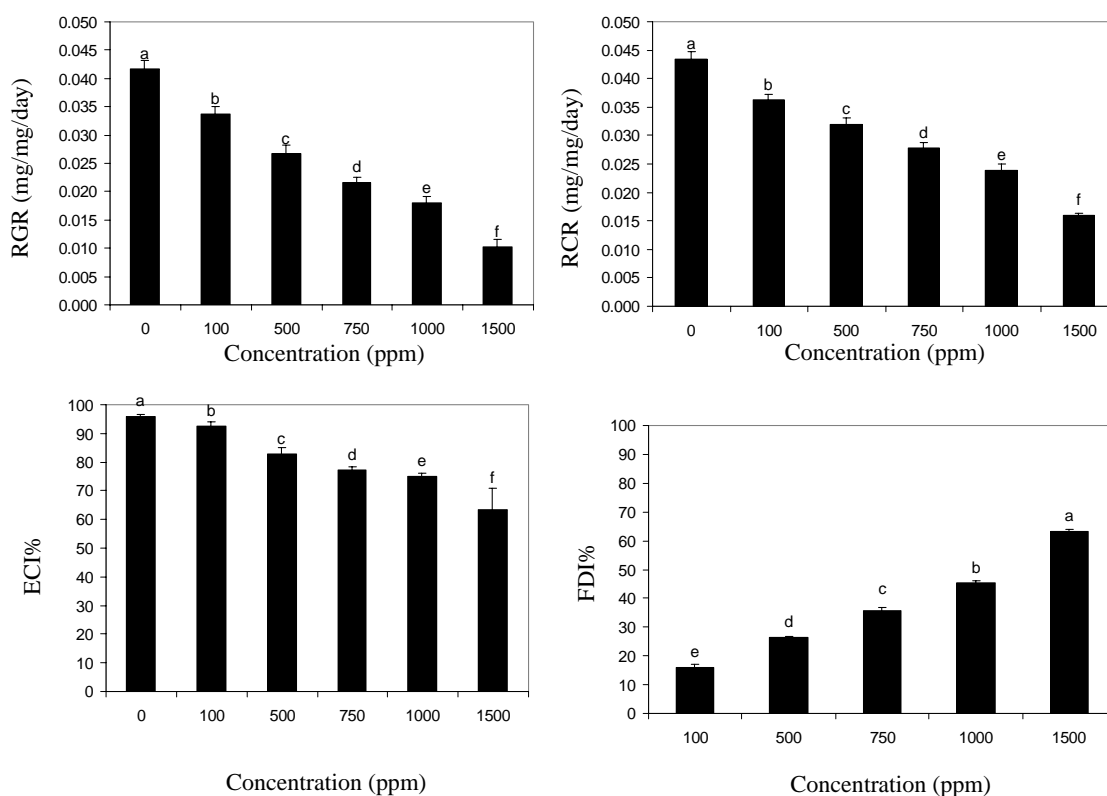 0.050
0.045
0.040
0.035
0.030
0.025
0.020
0.015
0.010
0.005
0.000
RGR (mg/mg/day)
a
b
c
d
e
f
0 100 500 750 1000 1500
Concentration (ppm)
0.050
0.045
0.040
0.035
0.030
0.025
0.020
0.015
0.010
0.005
0.000
RCR (mg/mg/day)
a
b
c
d
e
f
0 100 500 750 1000 1500
Concentration (ppm)
100
90
80
70
60
50
40
30
20
10
0
ECI%
a
b
c
d
e
f
0 100 500 750 1000 1500
Concentration (ppm)
100
90
80
70
60
50
40
30
20
10
0
FDI%
e
d
c
b
a
100 500 750 1000 1500
Concentration (ppm)